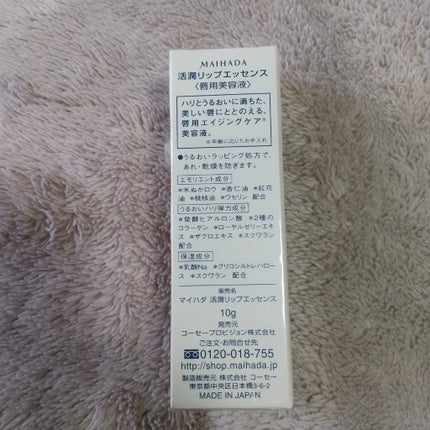 MAIHADA
活潤リップエッセンス
〈唇用美容液〉
ハリとうるおいに満ちた、
美しい唇にととのえる、
唇用エイジングケア※
美容液。
※年齢に応じたお手入れ
●うるおいラッピング処方で、
あれ・乾燥を防ぎます。
エモリエント成分
*米ぬかロウ *杏仁油 *紅花
油 *桃核油 *ワセリン 配合
うるおいハリ弾力成分
*発酵ヒアルロン酸 *2種の
コラーゲン *ローヤルゼリーエキ
ス *ザクロエキス *スクワラン
配合
保湿成分
*乳酸Na *グリコシルトレハロー
ス *スクワラン 配合
販売名
マイハダ 活潤リップエッセンス
10g
発売元
コーセープロビジョン株式会社
ご注文・お問合せ先
0120-018-755
http://shop.maihada.jp
製造販売元 株式会社 コーセー
東京都中央区日本橋3-6-2
MADE IN JAPAN